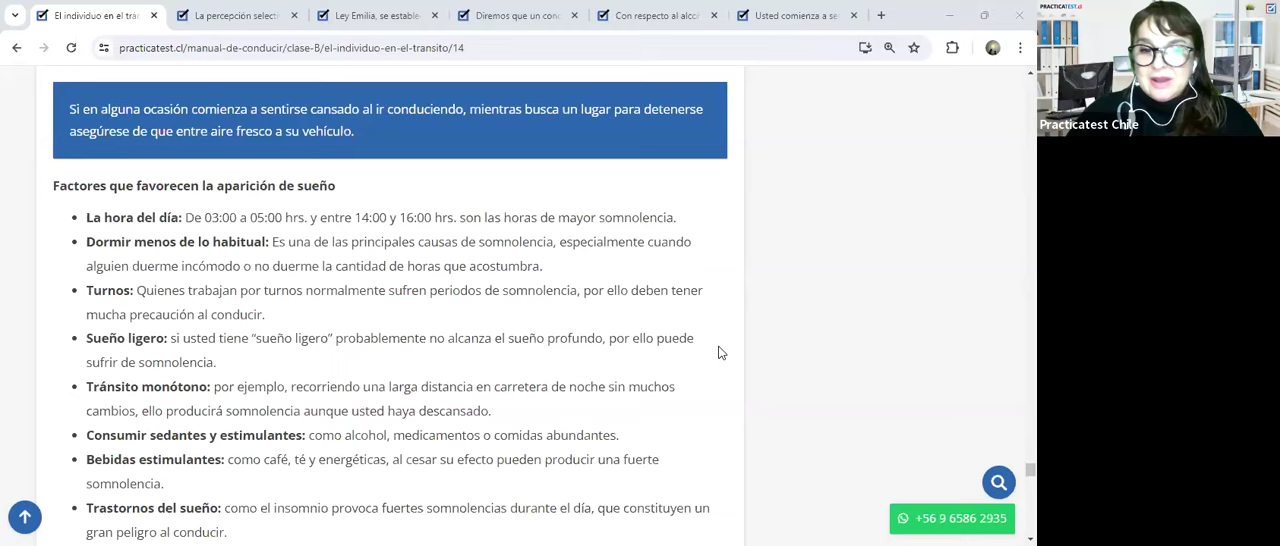 El individuo en el trán
La percepción selecti
Ley Emilia, se estable
Diremos que un con
Con respecto al alco
Usted comienza a se
practicatest.cl/manual-de-conducir/clase-B/el-individuo-en-el-transito/14
PRACTICATEST.cl
Practicatest Chile
Si en alguna ocasión comienza a sentirse cansado al ir conduciendo, mientras busca un lugar para detenerse
asegúrese de que entre aire fresco a su vehículo.
Factores que favorecen la aparición de sueño
• La hora del día: De 03:00 a 05:00 hrs. y entre 14:00 y 16:00 hrs. son las horas de mayor somnolencia.
• Dormir menos de lo habitual: Es una de las principales causas de somnolencia, especialmente cuando
alguien duerme incómodo o no duerme la cantidad de horas que acostumbra.
• Turnos: Quienes trabajan por turnos normalmente sufren periodos de somnolencia, por ello deben tener
mucha precaución al conducir.
• Sueño ligero: si usted tiene “sueño ligero” probablemente no alcanza el sueño profundo, por ello puede
sufrir de somnolencia.
• Tránsito monótono: por ejemplo, recorriendo una larga distancia en carretera de noche sin muchos
cambios, ello producirá somnolencia aunque usted haya descansado.
• Consumir sedantes y estimulantes: como alcohol, medicamentos o comidas abundantes.
• Bebidas estimulantes: como café, té y energéticas, al cesar su efecto pueden producir una fuerte
somnolencia.
• Trastornos del sueño: como el insomnio provoca fuertes somnolencias durante el día, que constituyen un
gran peligro al conducir.
+56 9 6586 2935